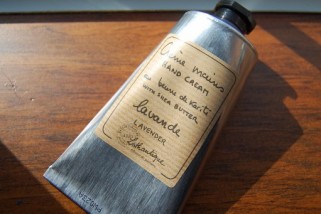 Crème mains
HAND CREAM
au beurre de karité
WITH SHEA BUTTER
lavande
LAVENDER
Lothantique